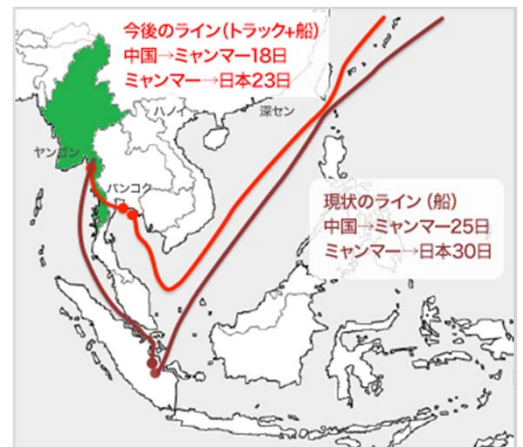 今後のライン(トラック+船)
中国→ミャンマー18日
ミャンマー→日本23日
ハノイ
深セン
ヤンゴン
バンコク
現状のライン(船)
中国→ミャンマー25日
ミャンマー→日本30日